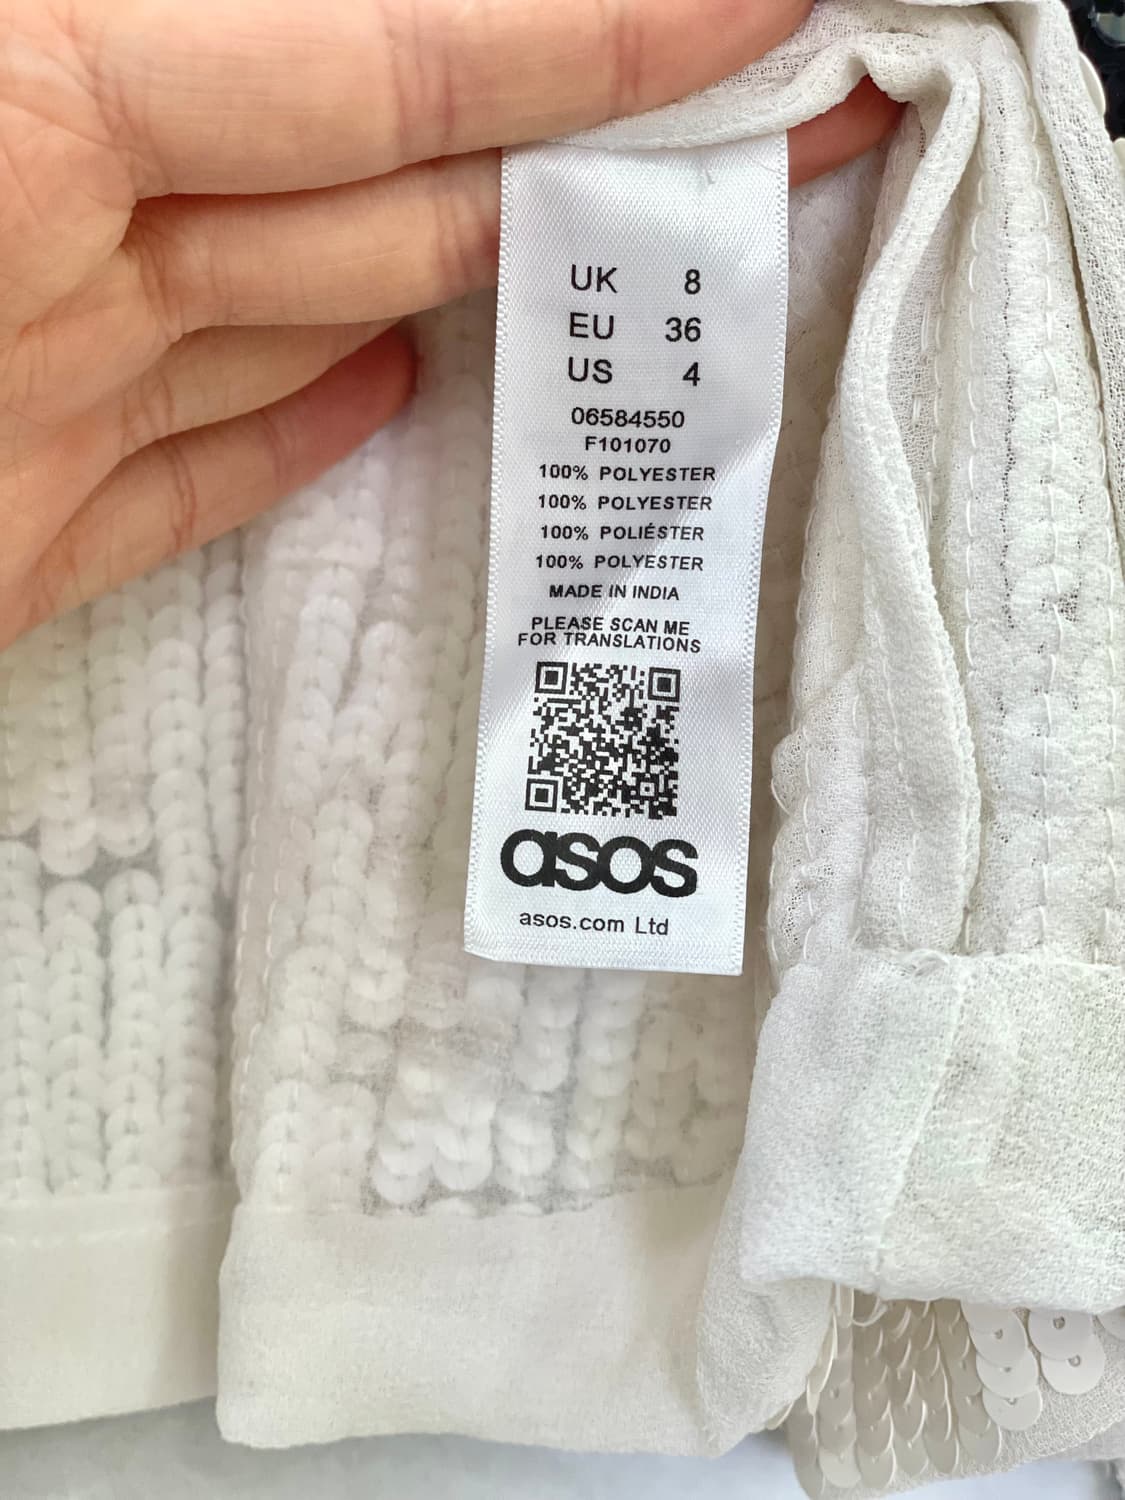 UK 8
EU 36
US 4
06584550
F101070
100% POLYESTER
100% POLYESTER
100% POLIÉSTER
100% POLYESTER
MADE IN INDIA
PLEASE SCAN ME
FOR TRANSLATIONS
asos
asos.com Ltd